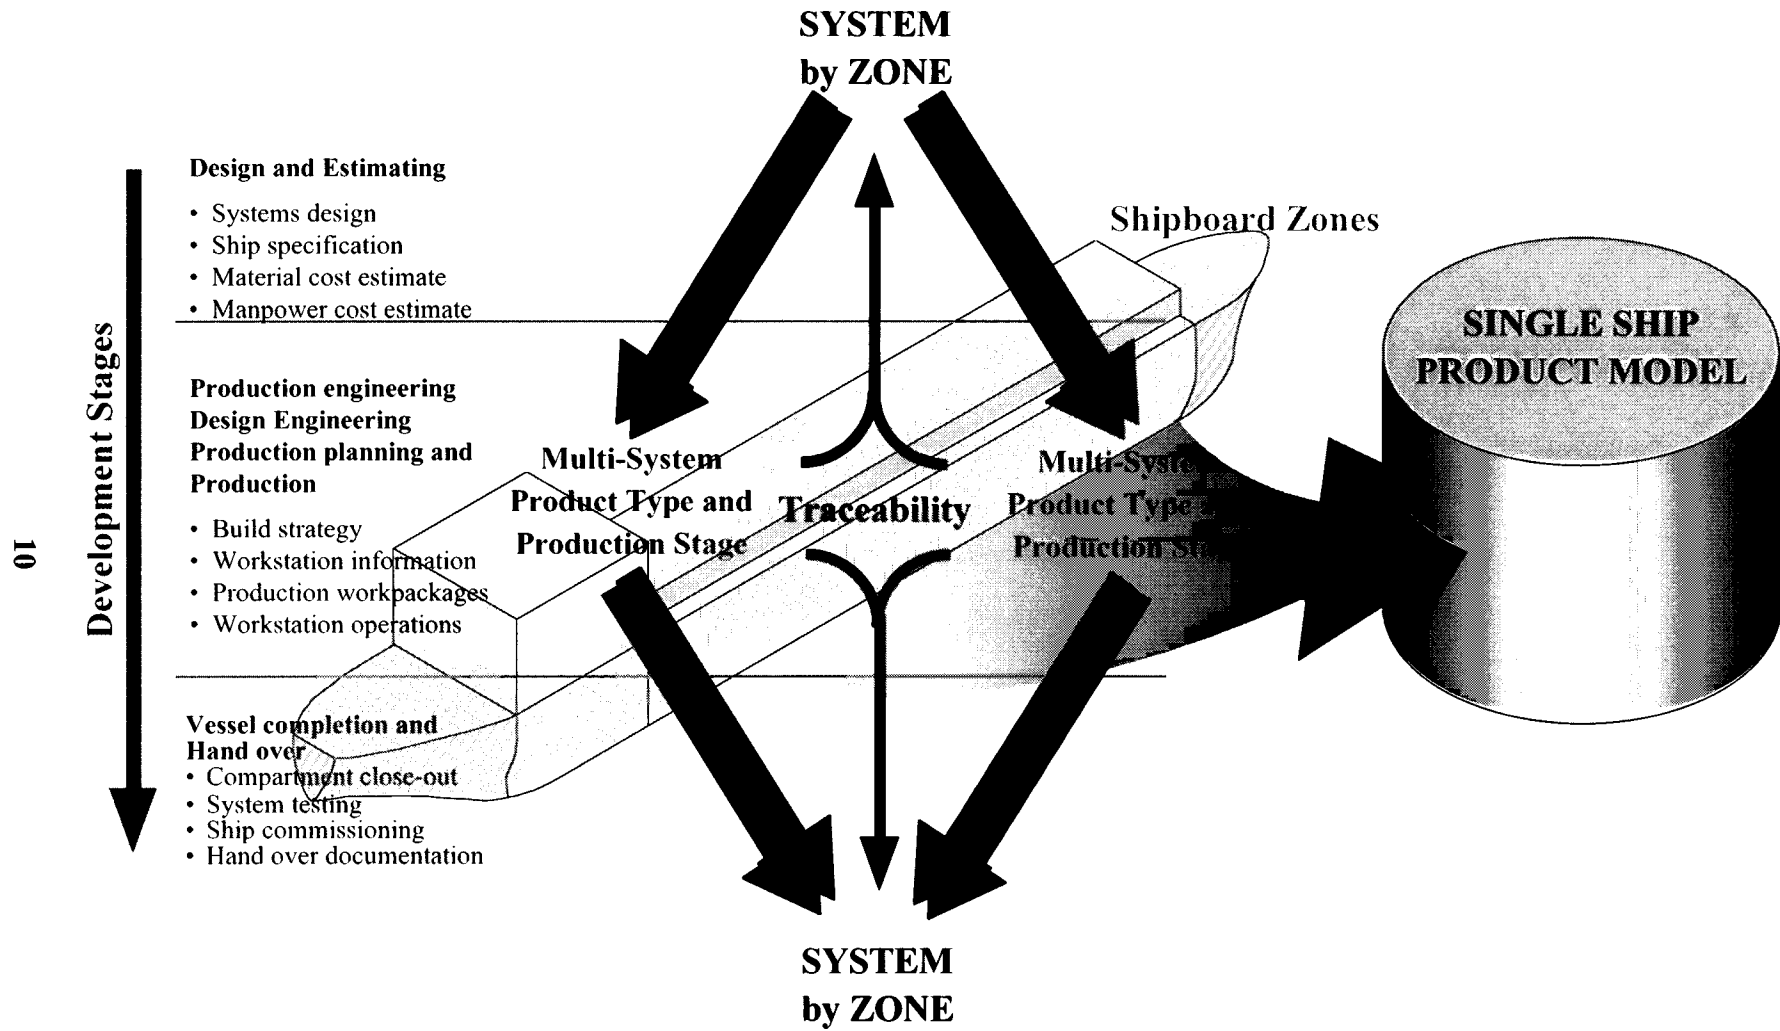 SYSTEM
by ZONE
Design and Estimating
• Systems design
• Ship specification
• Material cost estimate
• Manpower cost estimate
Shipboard Zones
SINGLE SHIP
PRODUCT MODEL
Development Stages
Production engineering
Design Engineering
Production planning and
Production
• Build strategy
• Workstation information
• Production workpackages
• Workstation operations
Multi-System
Product Type and
Production Stage
Traceability
Multi-Syste
Product Type
Production St
10
Vessel completion and
Hand over
• Compartment close-out
• System testing
• Ship commissioning
• Hand over documentation
SYSTEM
by ZONE